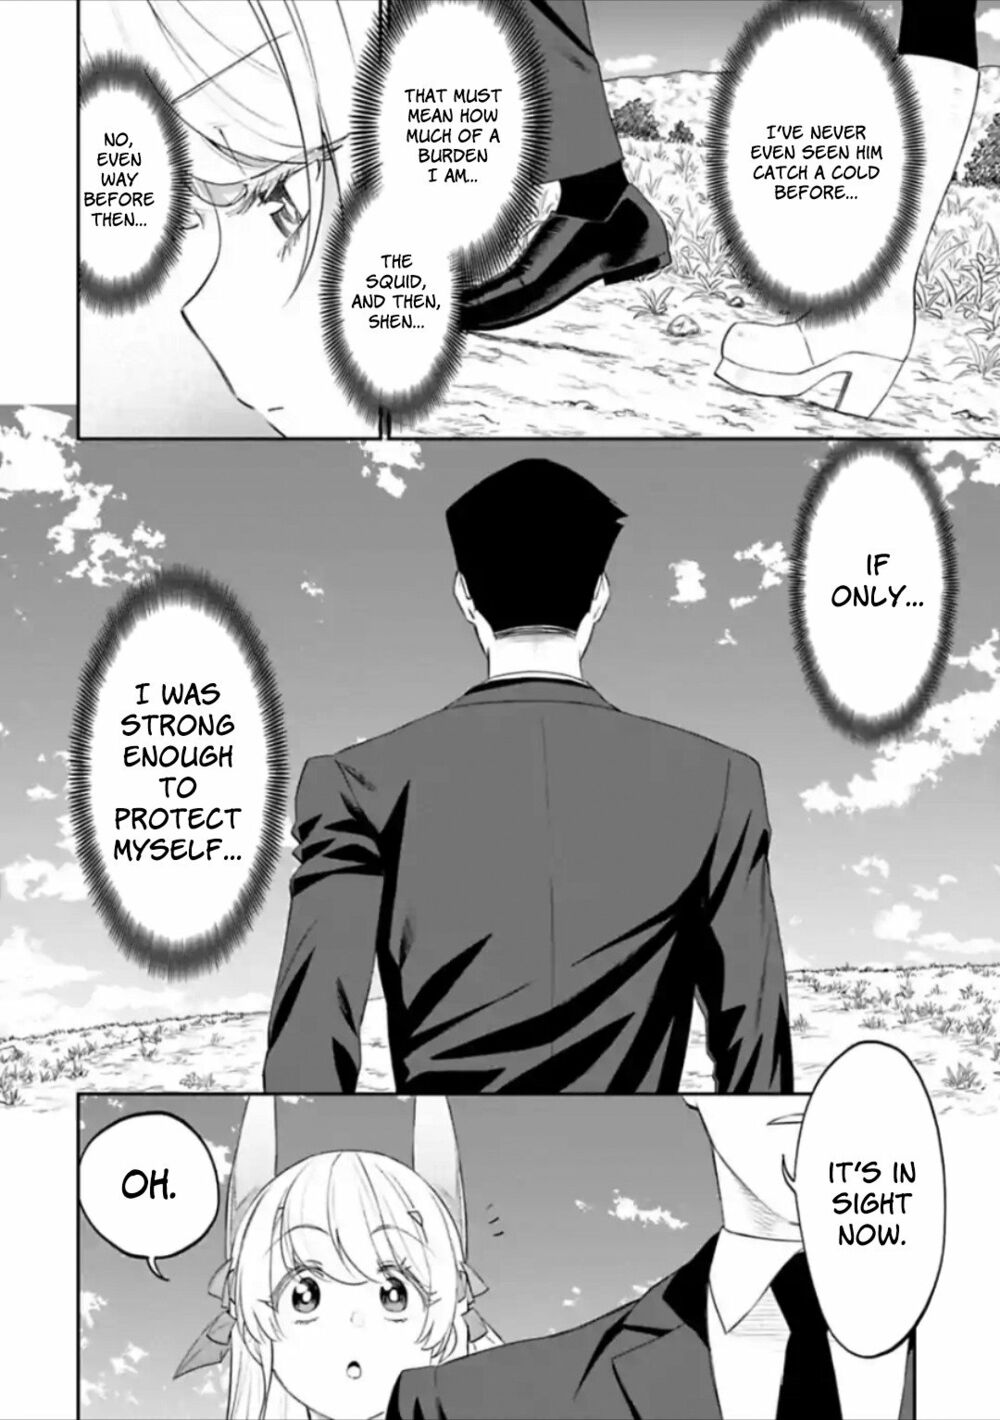 I'VE NEVER
EVEN SEEN HIM
CATCH A COLD
BEFORE...
THAT MUST
MEAN HOW
MUCH OF A
BURDEN
I AM...
THE
SQUID,
AND THEN,
SHEN...
NO,
EVEN
WAY
BEFORE
THEN...
IF
ONLY...
I WAS
STRONG
ENOUGH
TO
PROTECT
MYSELF...
IT'S IN
SIGHT
NOW.
OH.